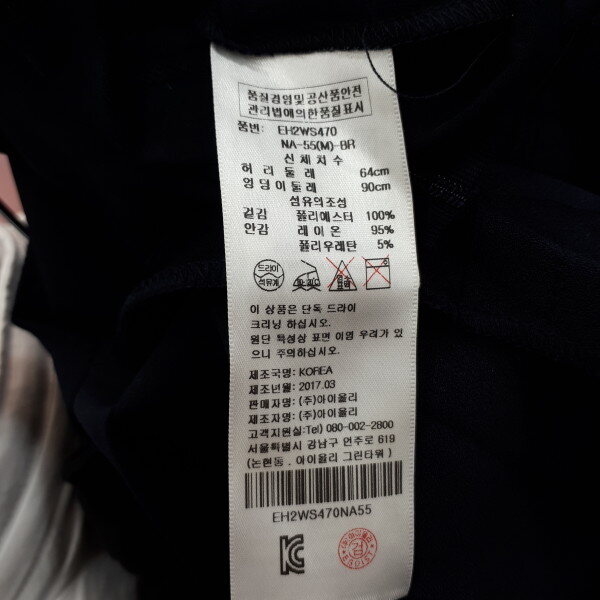 품질경영및공산품안전
관리법에의한품질표시
품번: EH2WS470
NA-55(M)-BR
신체치수
허리둘레 64cm
엉덩이둘레 90cm
섬유의조성
겉감 폴리에스터 100%
안감 레이온 95%
폴리우레탄 5%
드라이
석유계
이 상품은 단독 드라이
크리닝 하십시오.
원단 특성상 표면 이염 우려가 있
으니 주의하십시오.
제조국명: KOREA
제조년월: 2017.03
판매자명: (주)아이올리
제조자명: (주)아이올리
고객지원실:Tel) 080-002-2800
서울특별시 강남구 언주로 619
(논현동 . 아이올리 그린타워 )
EH2WS470NA55
검